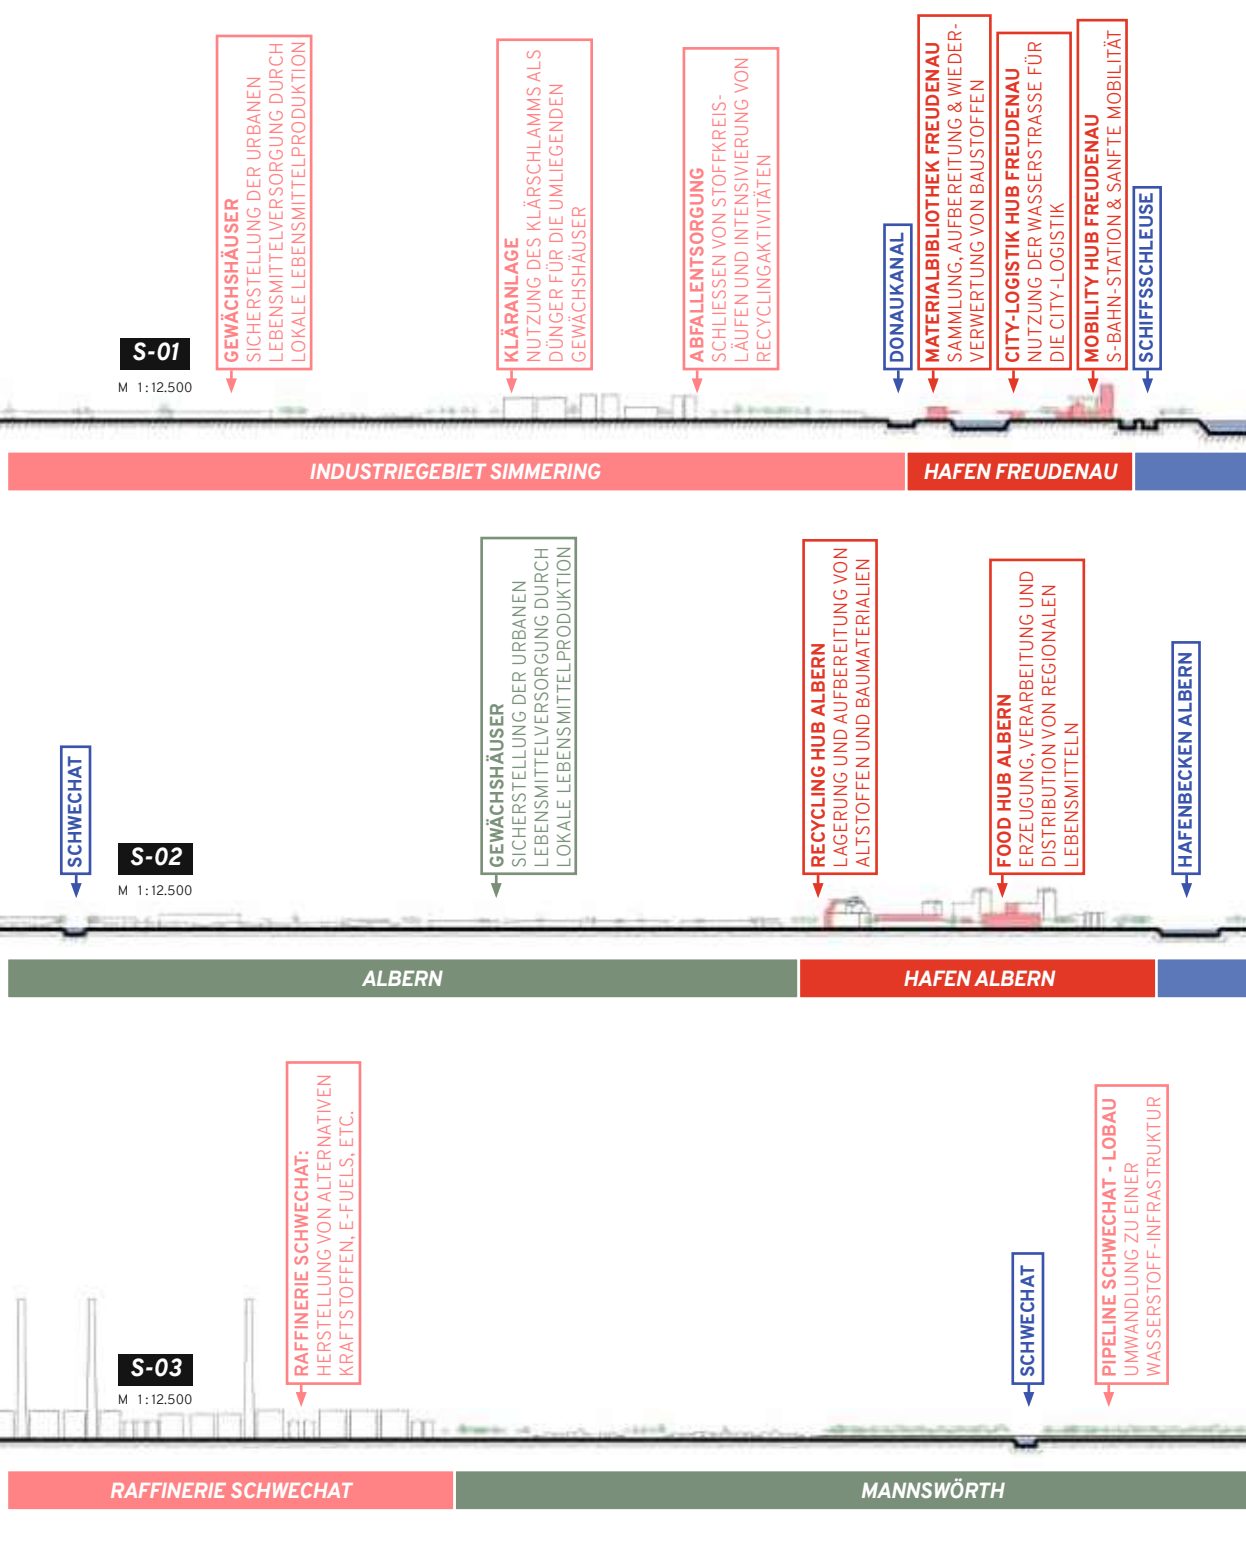 S-01
M 1:12.500
GEWÄCHSHÄUSER
SICHERSTELLUNG DER URBANEN
LEBENSMITTELVERSORGUNG DURCH
LOKALE LEBENSMITTELPRODUKTION
KLÄRANLAGE
NUTZUNG DES KLÄRSCHLAMMS ALS
DÜNGER FÜR DIE UMLIEGENDEN
GEWÄCHSHÄUSER
ABFALLENTSORGUNG
SCHLIESSEN VON STOFFKREIS-
LÄUFEN UND INTENSIVIERUNG VON
RECYCLINGAKTIVITÄTEN
DONAUKANAL
MATERIALBIBLIOTHEK FREUDENAU
SAMMLUNG, AUFBEREITUNG & WIEDER-
VERWERTUNG VON BAUSTOFFEN
CITY-LOGISTIK HUB FREUDENAU
NUTZUNG DER WASSERSTRASSE FÜR
DIE CITY-LOGISTIK
MOBILITY HUB FREUDENAU
S-BAHN-STATION & SANFTE MOBILITÄT
SCHIFFSSCHLEUSE
INDUSTRIEGEBIET SIMMERING
HAFEN FREUDENAU
SCHWECHAT
S-02
M 1:12.500
GEWÄCHSHÄUSER
SICHERSTELLUNG DER URBANEN
LEBENSMITTELVERSORGUNG DURCH
LOKALE LEBENSMITTELPRODUKTION
RECYCLING HUB ALBERN
LAGERUNG UND AUFBEREITUNG VON
ALTSTOFFEN UND BAUMATERIALIEN
FOOD HUB ALBERN
ERZEUGUNG, VERARBEITUNG UND
DISTRIBUTION VON REGIONALEN
LEBENSMITTELN
HAFENBECKEN ALBERN
ALBERN
HAFEN ALBERN
S-03
M 1:12.500
RAFFINERIE SCHWECHAT:
HERSTELLUNG VON ALTERNATIVEN
KRAFTSTOFFEN, E-FUELS, ETC.
SCHWECHAT
PIPELINE SCHWECHAT - LOBAU
UMWANDLUNG ZU EINER
WASSERSTOFF-INFRASTRUKTUR
RAFFINERIE SCHWECHAT
MANNSWÖRTH